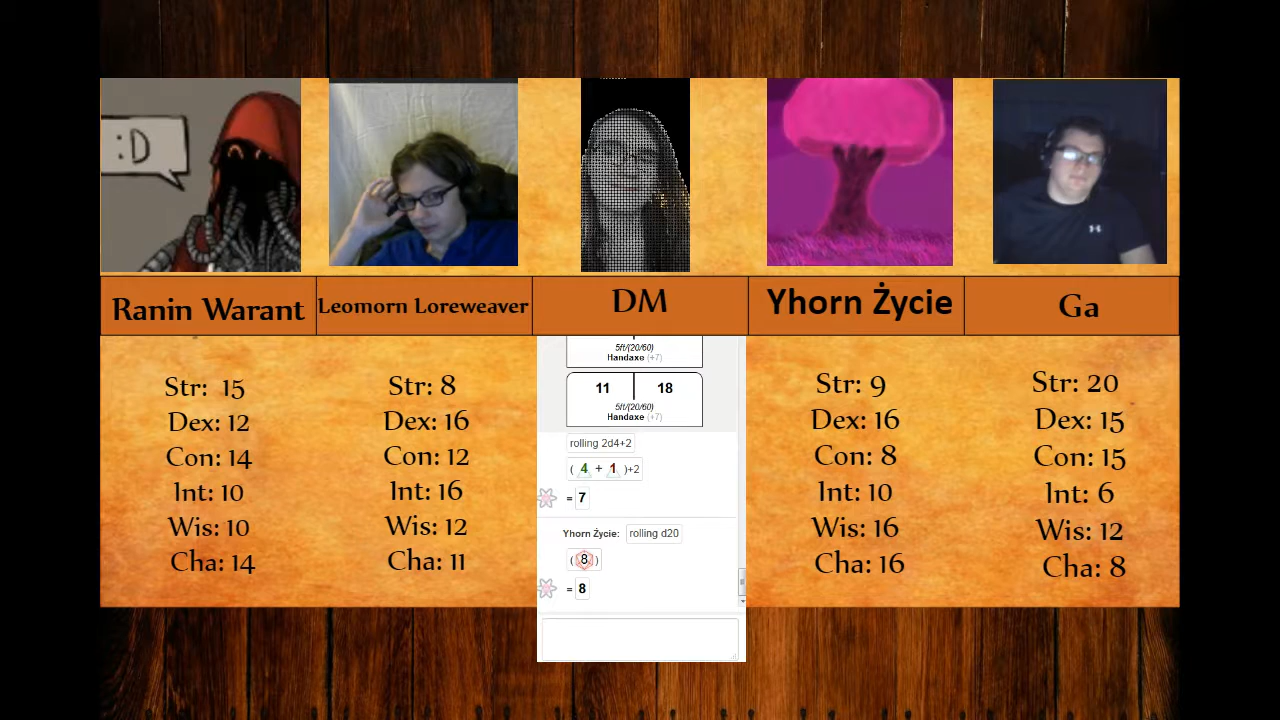 :D
Ranin Warant
Leomorn Loreweaver
DM
Yhorn Życie
Ga
Str: 15
Dex: 12
Con: 14
Int: 10
Wis: 10
Cha: 14
Str: 8
Dex: 16
Con: 12
Int: 16
Wis: 12
Cha: 11
5ft/(20/60)
Handaxe (+7)
11 18
5ft/(20/60)
Handaxe (+7)
rolling 2d4+2
( 4 + 1 )+2
= 7
Yhorn Życie: rolling d20
( 8 )
= 8
Str: 9
Dex: 16
Con: 8
Int: 10
Wis: 16
Cha: 16
Str: 20
Dex: 15
Con: 15
Int: 6
Wis: 12
Cha: 8